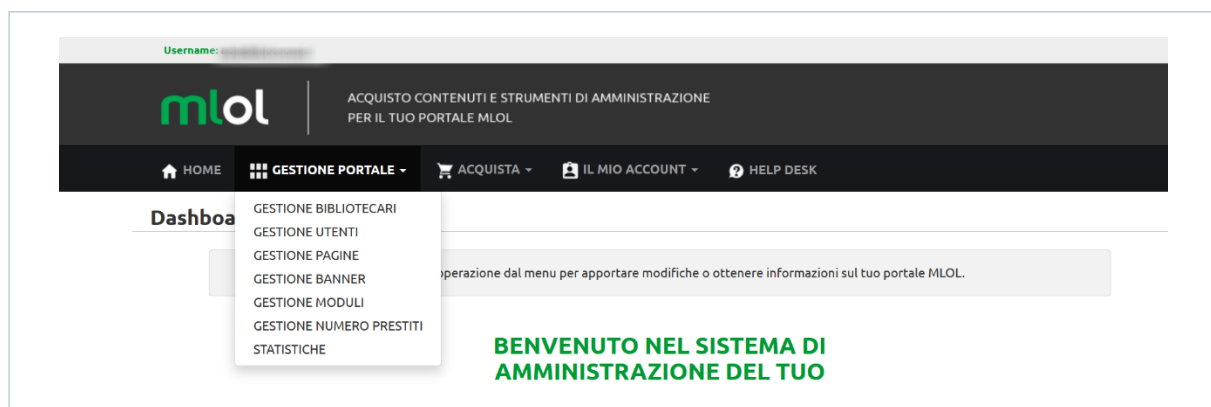 Username:
mlol
ACQUISTO CONTENUTI E STRUMENTI DI AMMINISTRAZIONE
PER IL TUO PORTALE MLOL
HOME GESTIONE PORTALE ACQUISTA IL MIO ACCOUNT HELP DESK
Dashboa
GESTIONE BIBLIOTECARI
GESTIONE UTENTI
GESTIONE PAGINE
GESTIONE BANNER
GESTIONE MODULI
GESTIONE NUMERO PRESTITI
STATISTICHE
operazione dal menu per apportare modifiche o ottenere informazioni sul tuo portale MLOL.
BENVENUTO NEL SISTEMA DI
AMMINISTRAZIONE DEL TUO